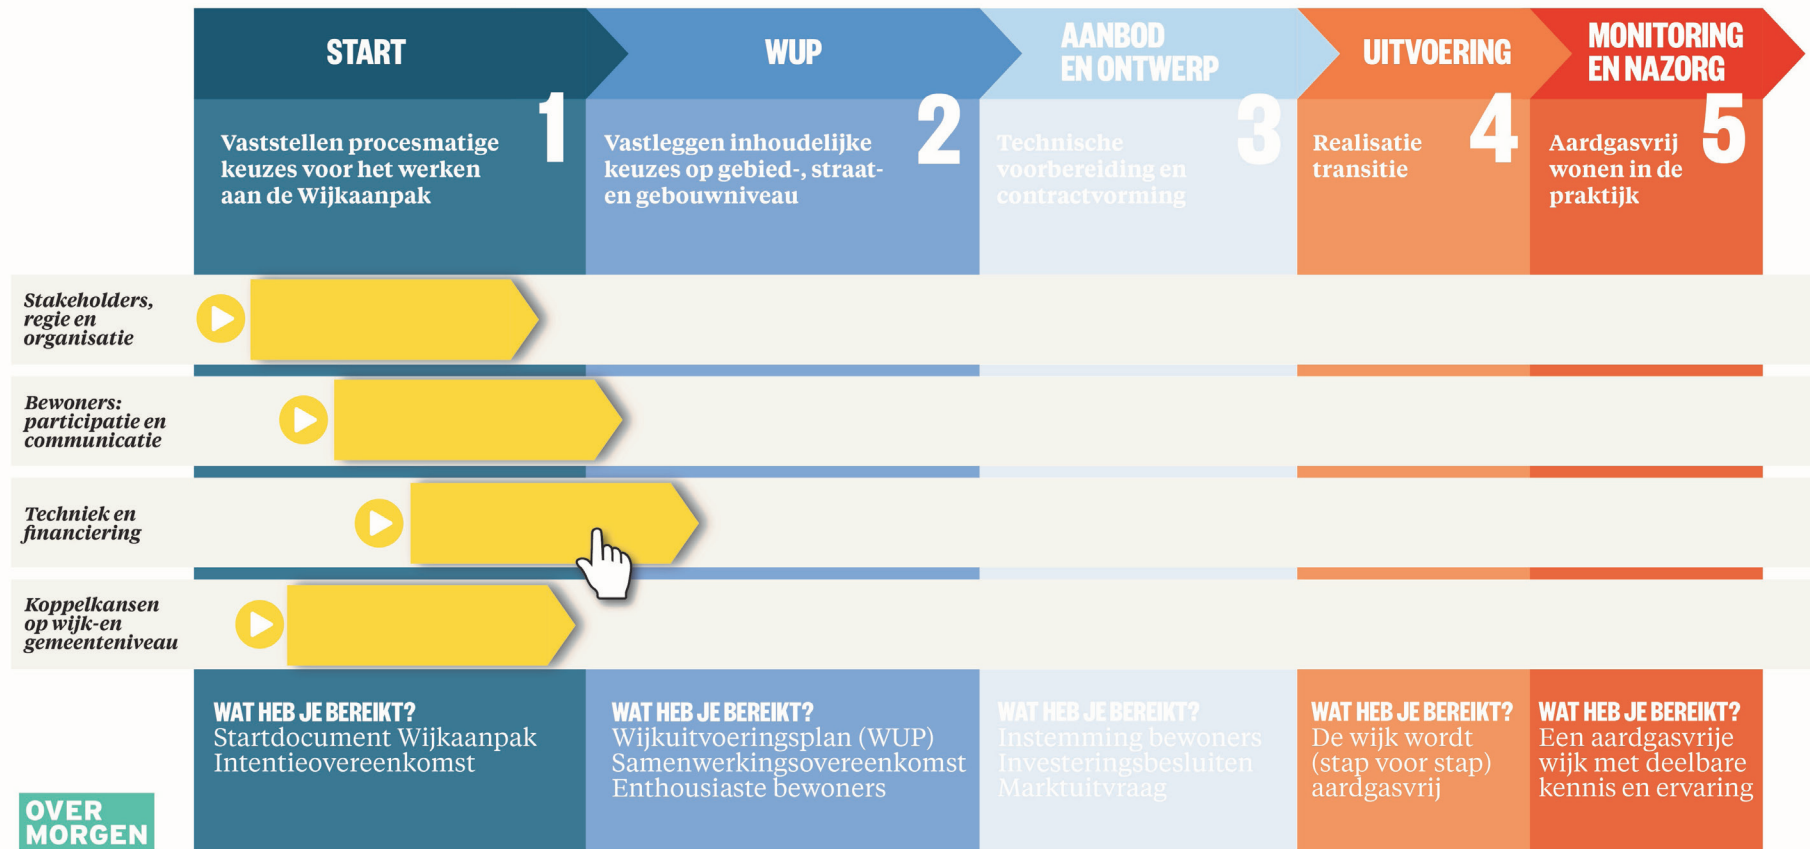 START
WUP
AANBOD
EN ONTWERP
UITVOERING
MONITORING
EN NAZORG
1
Vaststellen procesmatige
keuzes voor het werken
aan de Wijkaanpak
2
Vastleggen inhoudelijke
keuzes op gebied-, straat-
en gebouwniveau
3
Technische
voorbereiding en
contractvorming
4
Realisatie
transitie
5
Aardgasvrij
wonen in de
praktijk
Stakeholders,
regie en
organisatie
Bewoners:
participatie en
communicatie
Techniek en
financiering
Koppelkansen
op wijk-en
gemeenteniveau
WAT HEB JE BEREIKT?
Startdocument Wijkaanpak
Intentieovereenkomst
WAT HEB JE BEREIKT?
Wijkuitvoeringsplan (WUP)
Samenwerkingsovereenkomst
Enthousiaste bewoners
WAT HEB JE BEREIKT?
Instemming bewoners
Investeringsbesluiten
Marktuitvraag
WAT HEB JE BEREIKT?
De wijk wordt
(stap voor stap)
aardgasvrij
WAT HEB JE BEREIKT?
Een aardgasvrije
wijk met deelbare
kennis en ervaring
OVER
MORGEN